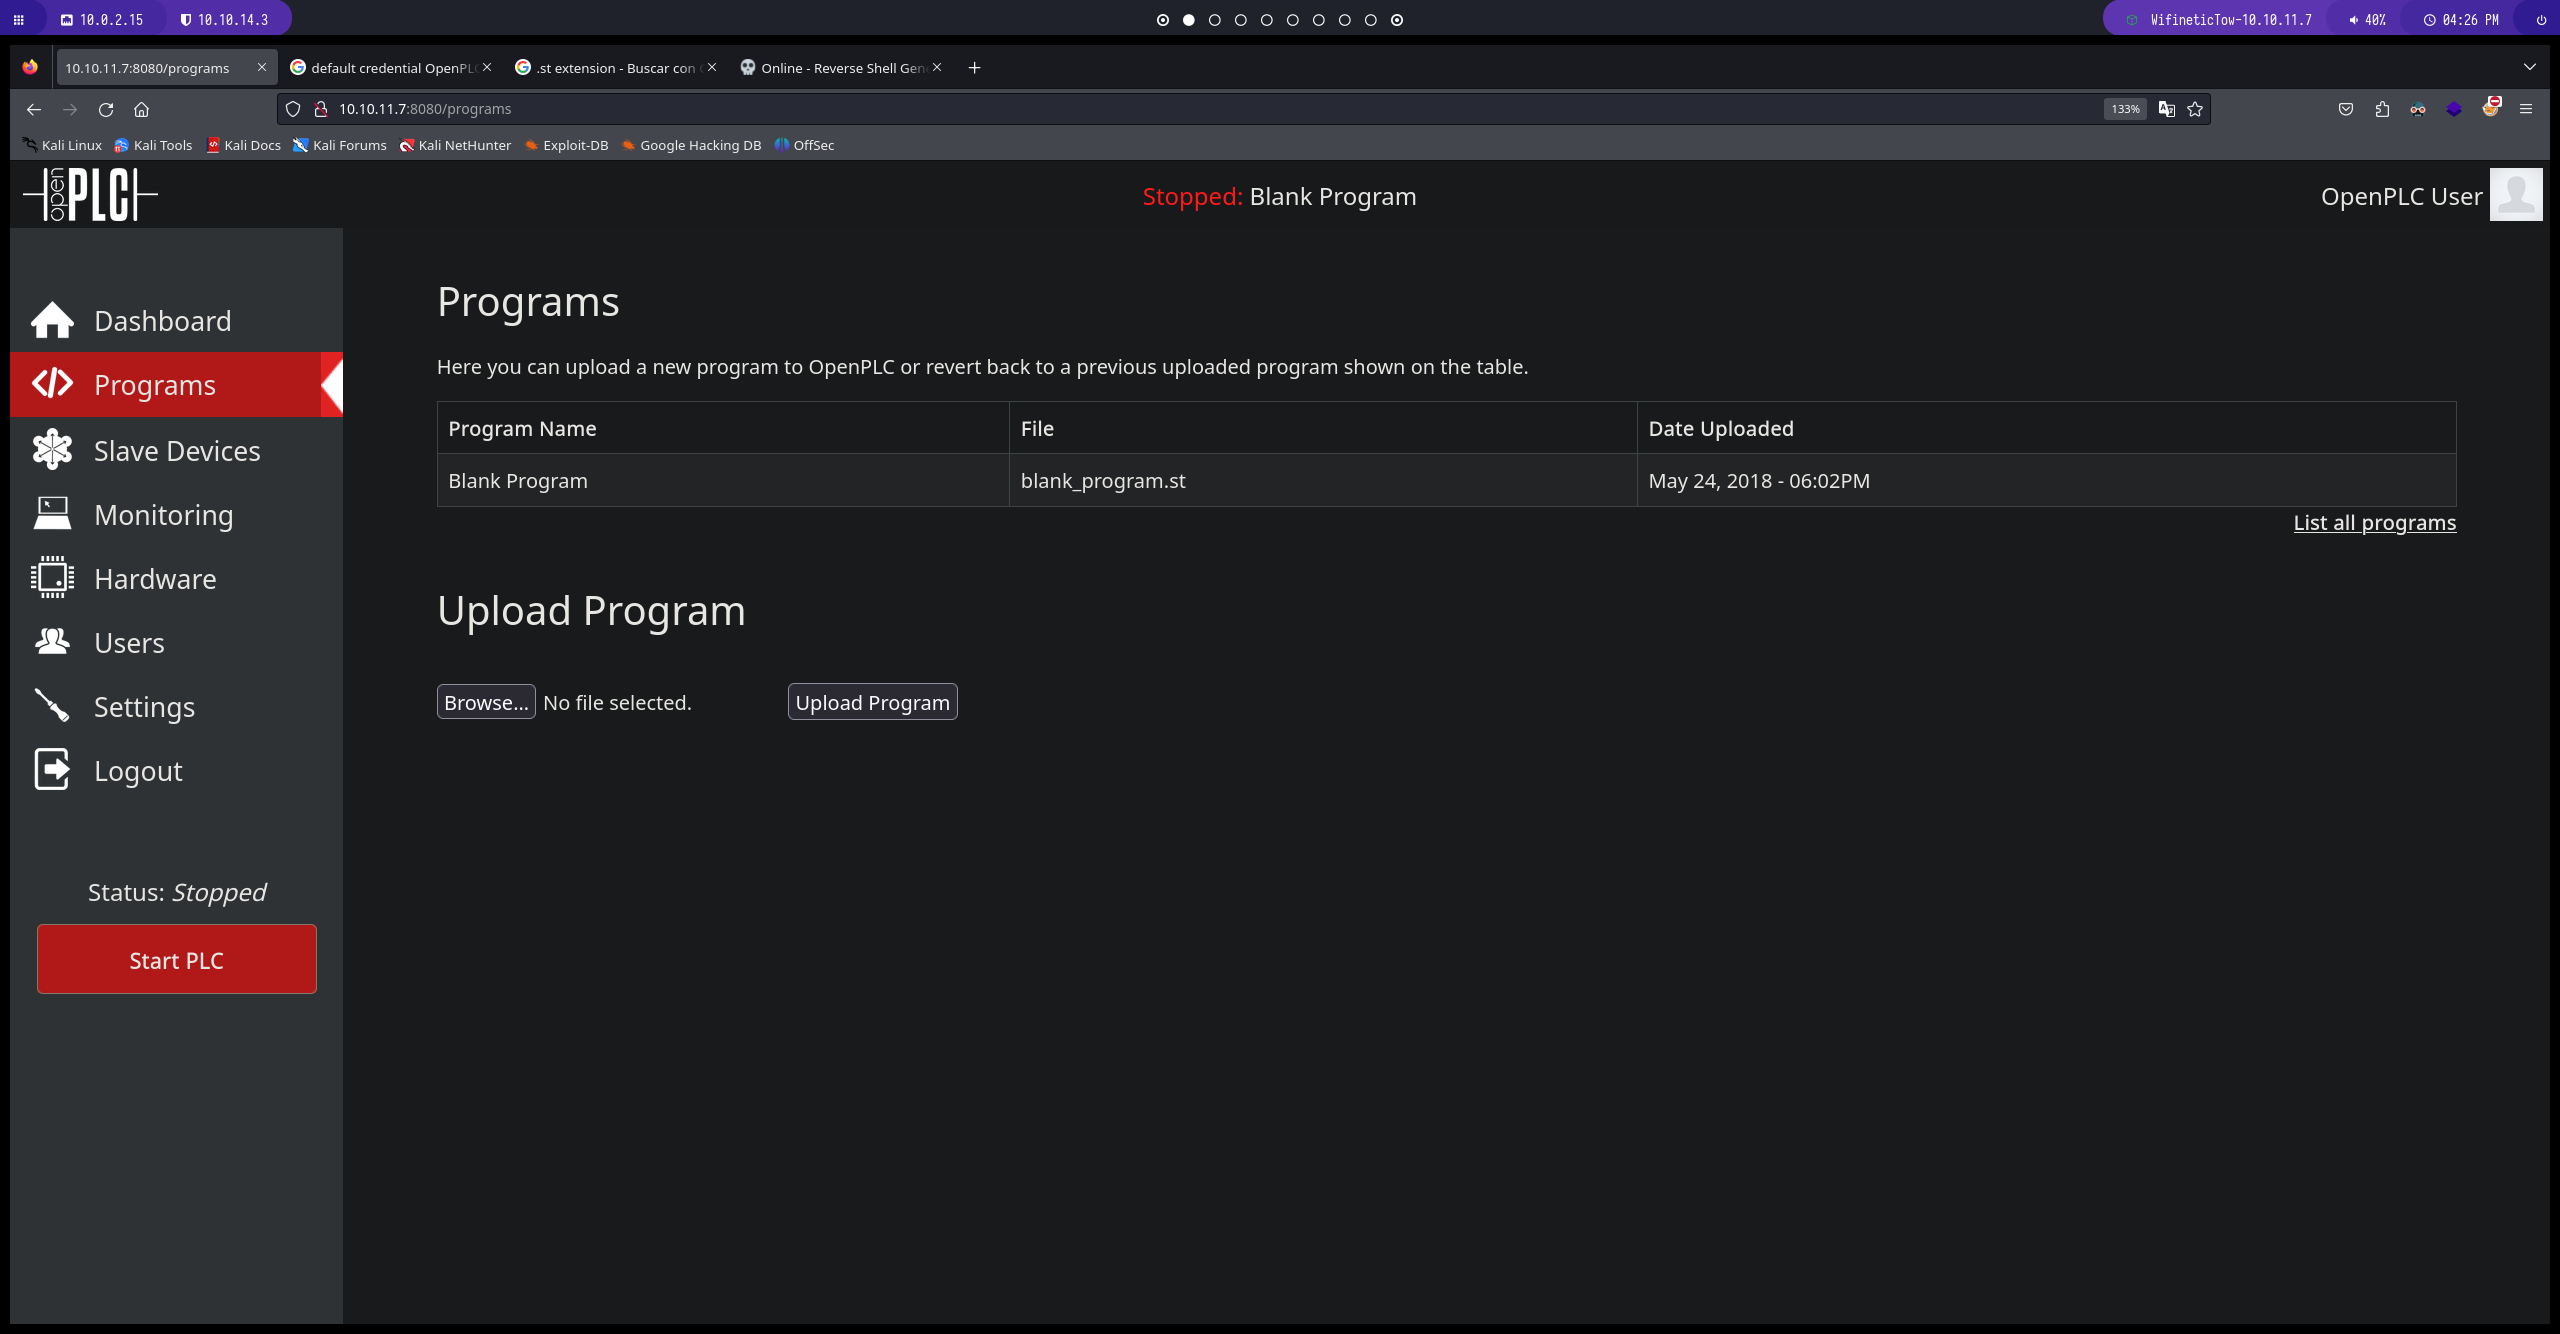 10.0.2.15 10.10.14.3 WifineticTow-10.10.11.7 40% 04:26 PM
10.10.11.7:8080/programs default credential OpenPLC .st extension - Buscar con Online - Reverse Shell Gen
10.10.11.7:8080/programs 133%
Kali Linux Kali Tools Kali Docs Kali Forums Kali NetHunter Exploit-DB Google Hacking DB OffSec
open PLC Stopped: Blank Program OpenPLC User
Dashboard
Programs
Slave Devices
Monitoring
Hardware
Users
Settings
Logout
Status: Stopped
Start PLC
Programs
Here you can upload a new program to OpenPLC or revert back to a previous uploaded program shown on the table.
Program Name File Date Uploaded
Blank Program blank_program.st May 24, 2018 - 06:02PM
List all programs
Upload Program
Browse... No file selected. Upload Program